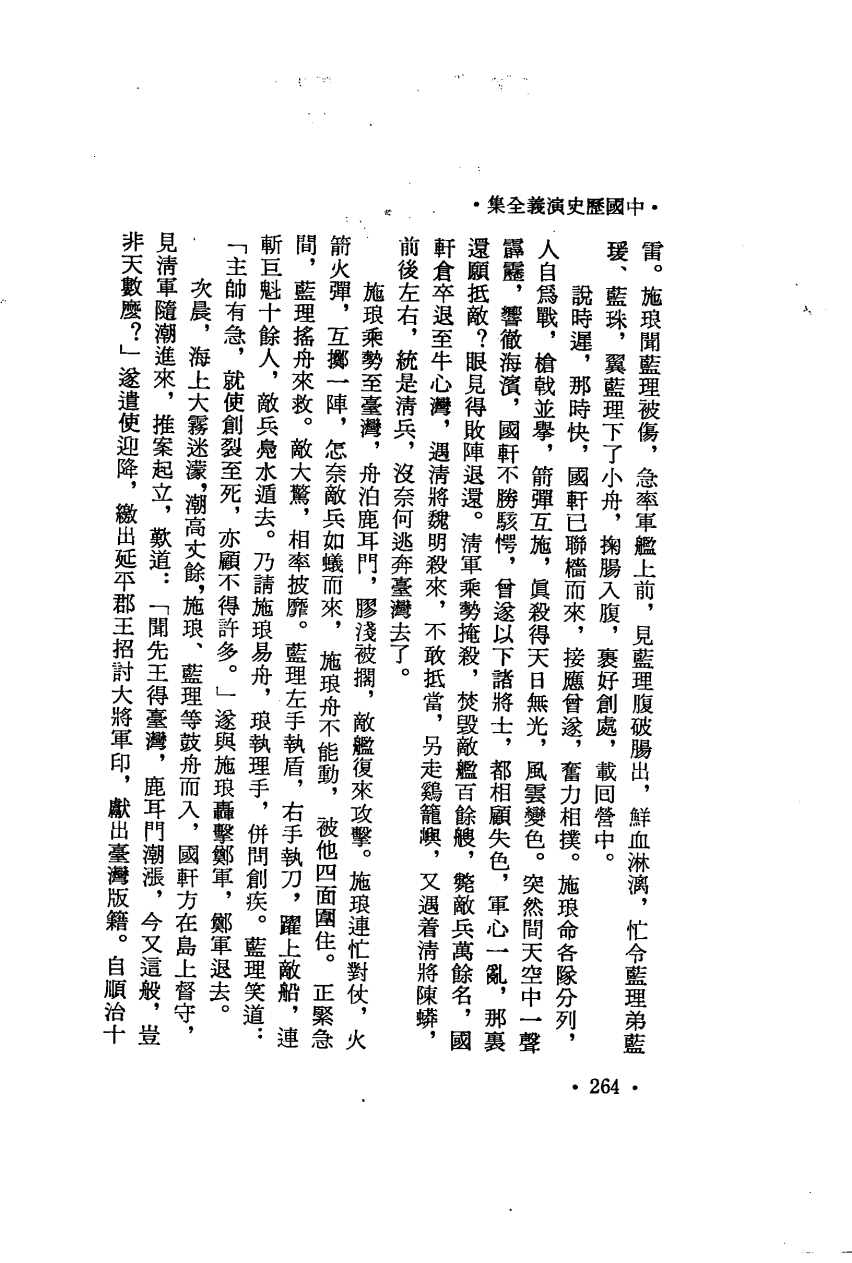 •中國歷史演義全集•
雷。施琅聞藍理被傷，急率軍艦上前，見藍理腹破腸出，鮮血淋漓，忙令藍理弟藍
瑗、藍珠，翼藍理下了小舟，掬腸入腹，裹好創處，載回營中。
說時遲，那時快，國軒已聯檣而來，接應曾遂，奮力相撲。施琅命各隊分列，
人自爲戰，槍戟並舉，箭彈互施，眞殺得天日無光，風雲變色。突然間天空中一聲
霹靂，響徹海濱，國軒不勝駭愕，曾遂以下諸將士，都相顧失色，軍心一亂，那裏
還願抵敵？眼見得敗陣退還。淸軍乘勢掩殺，焚毀敵艦百餘艘，斃敵兵萬餘名，國
軒倉卒退至牛心灣，遇淸將魏明殺來，不敢抵當，另走鷄籠嶼，又遇着淸將陳蟒，
前後左右，統是淸兵，沒奈何逃奔臺灣去了。
施琅乘勢至臺灣，舟泊鹿耳門，膠淺被擱，敵艦復來攻擊。施琅連忙對仗，火
箭火彈，互擲一陣，怎奈敵兵如蟻而來，施琅舟不能動，被他四面圍住。正緊急
間，藍理搖舟來救。敵大驚，相率披靡。藍理左手執盾，右手執刀，躍上敵船，連
斬巨魁十餘人，敵兵鳧水遁去。乃請施琅易舟，琅執理手，併問創疾。藍理笑道：
「主帥有急，就使創裂至死，亦顧不得許多。」遂與施琅轟擊鄭軍，鄭軍退去。
次晨，海上大霧迷濛，潮高丈餘，施琅、藍理等鼓舟而入，國軒方在島上督守，
見淸軍隨潮進來，推案起立，歎道：「聞先王得臺灣，鹿耳門潮漲，今又這般，豈
非天數麼？」遂遣使迎降，繳出延平郡王招討大將軍印，獻出臺灣版籍。自順治十
•264•